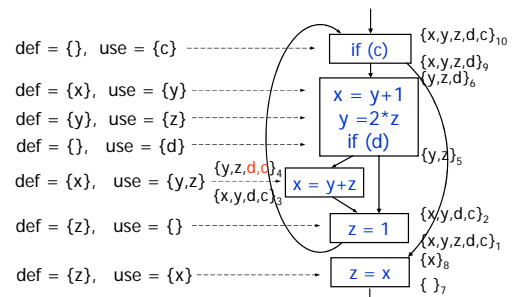 {x,y,z,d,c}10
def = {}, use = {c} if (c)
{x,y,z,d}9
{y,z,d}6
def = {x}, use = {y} x = y+1
def = {y}, use = {z} y =2*z
def = {}, use = {d} if (d)
{y,z}5
{y,z,d,c}4
def = {x}, use = {y,z} x = y+z
{x,y,d,c}3
{x,y,d,c}2
def = {z}, use = {} z = 1
{x,y,z,d,c}1
{x}8
def = {z}, use = {x} z = x
{ }7